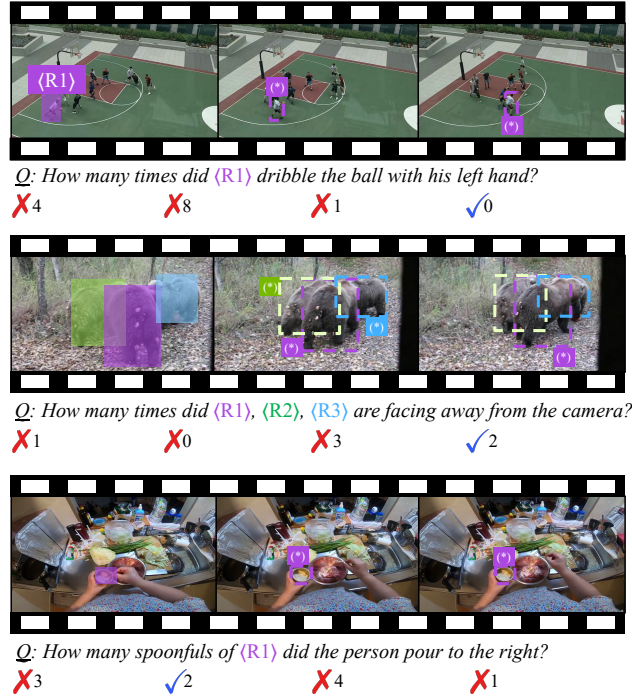 ⟨R1⟩
(*)
(*)
Q: How many times did ⟨R1⟩ dribble the ball with his left hand?
✗4 ✗8 ✗1 ✓0
(*)
(*)
(*)
(*)
Q: How many times did ⟨R1⟩, ⟨R2⟩, ⟨R3⟩ are facing away from the camera?
✗1 ✗0 ✗3 ✓2
(*)
(*)
Q: How many spoonfuls of ⟨R1⟩ did the person pour to the right?
✗3 ✓2 ✗4 ✗1